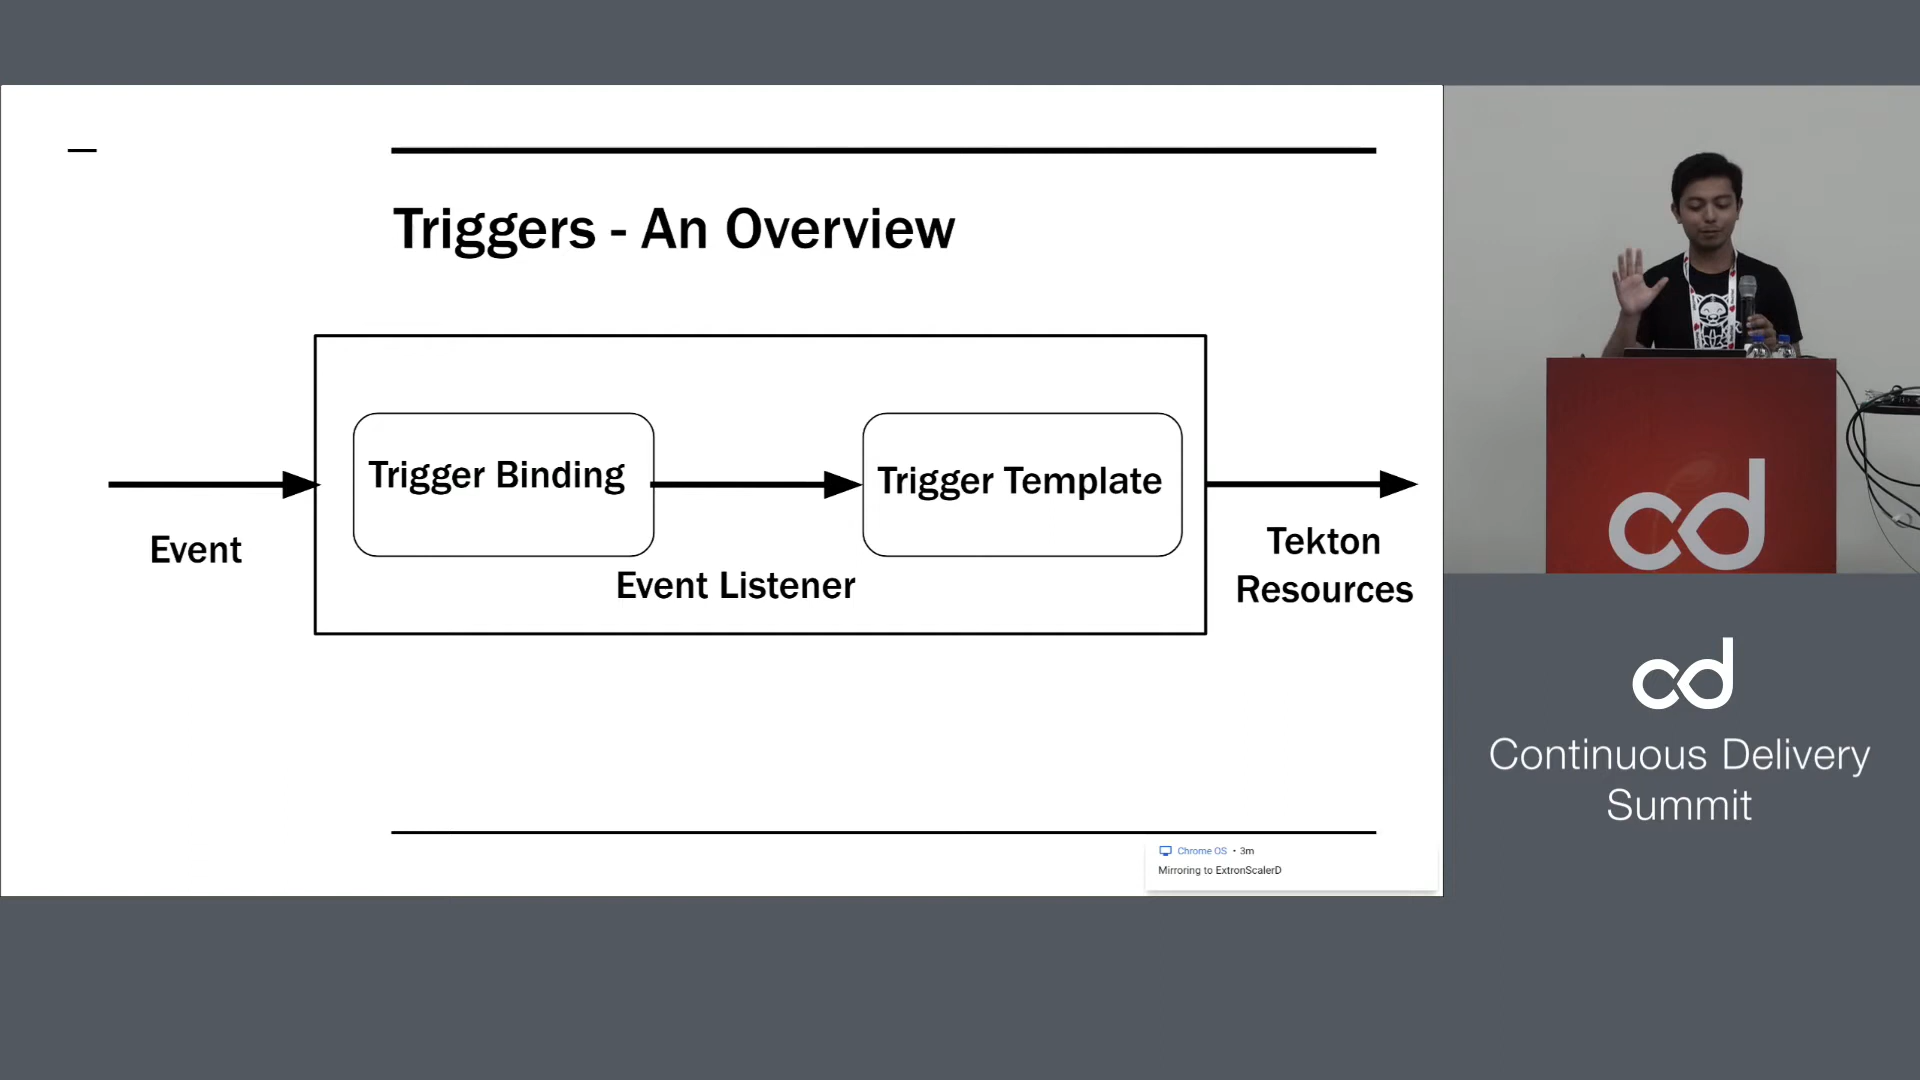 Triggers - An Overview
Trigger Binding
Trigger Template
Event
Event Listener
Tekton
Resources
Chrome OS • 3m
Mirroring to ExtronScalerD
cd
cd
Continuous Delivery
Summit